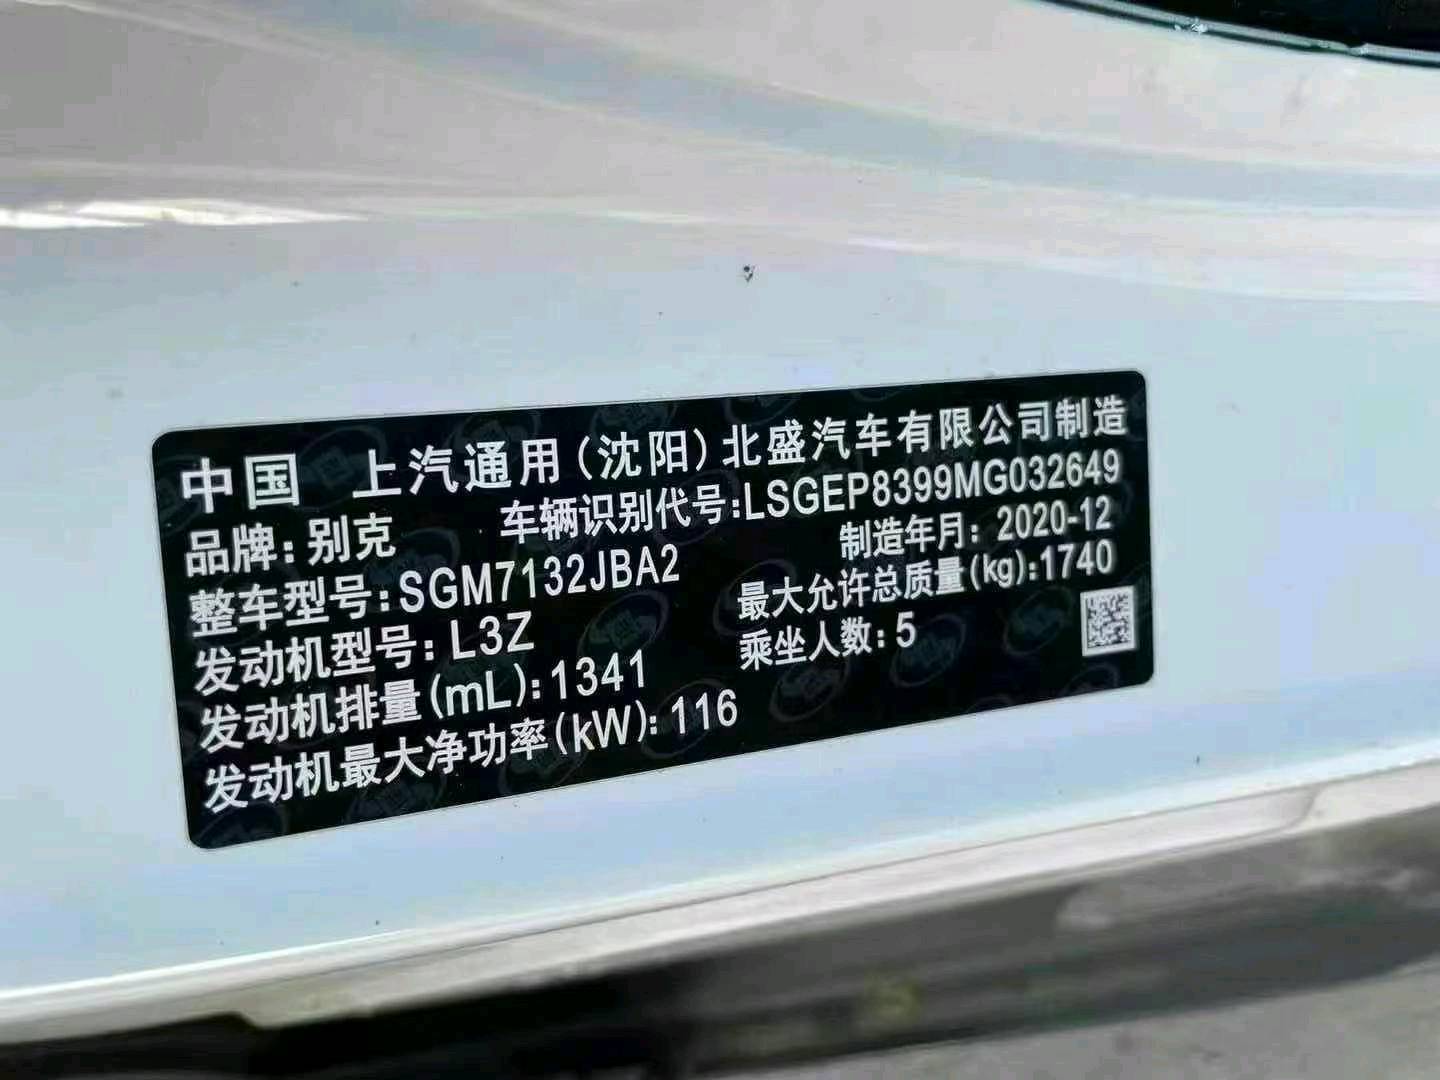 中国 上汽通用(沈阳)北盛汽车有限公司制造
品牌:别克 车辆识别代号:LSGEP8399MG032649
整车型号:SGM7132JBA2 制造年月:2020-12
发动机型号:L3Z 最大允许总质量(kg):1740
发动机排量(mL):1341 乘坐人数:5
发动机最大净功率(kW):116